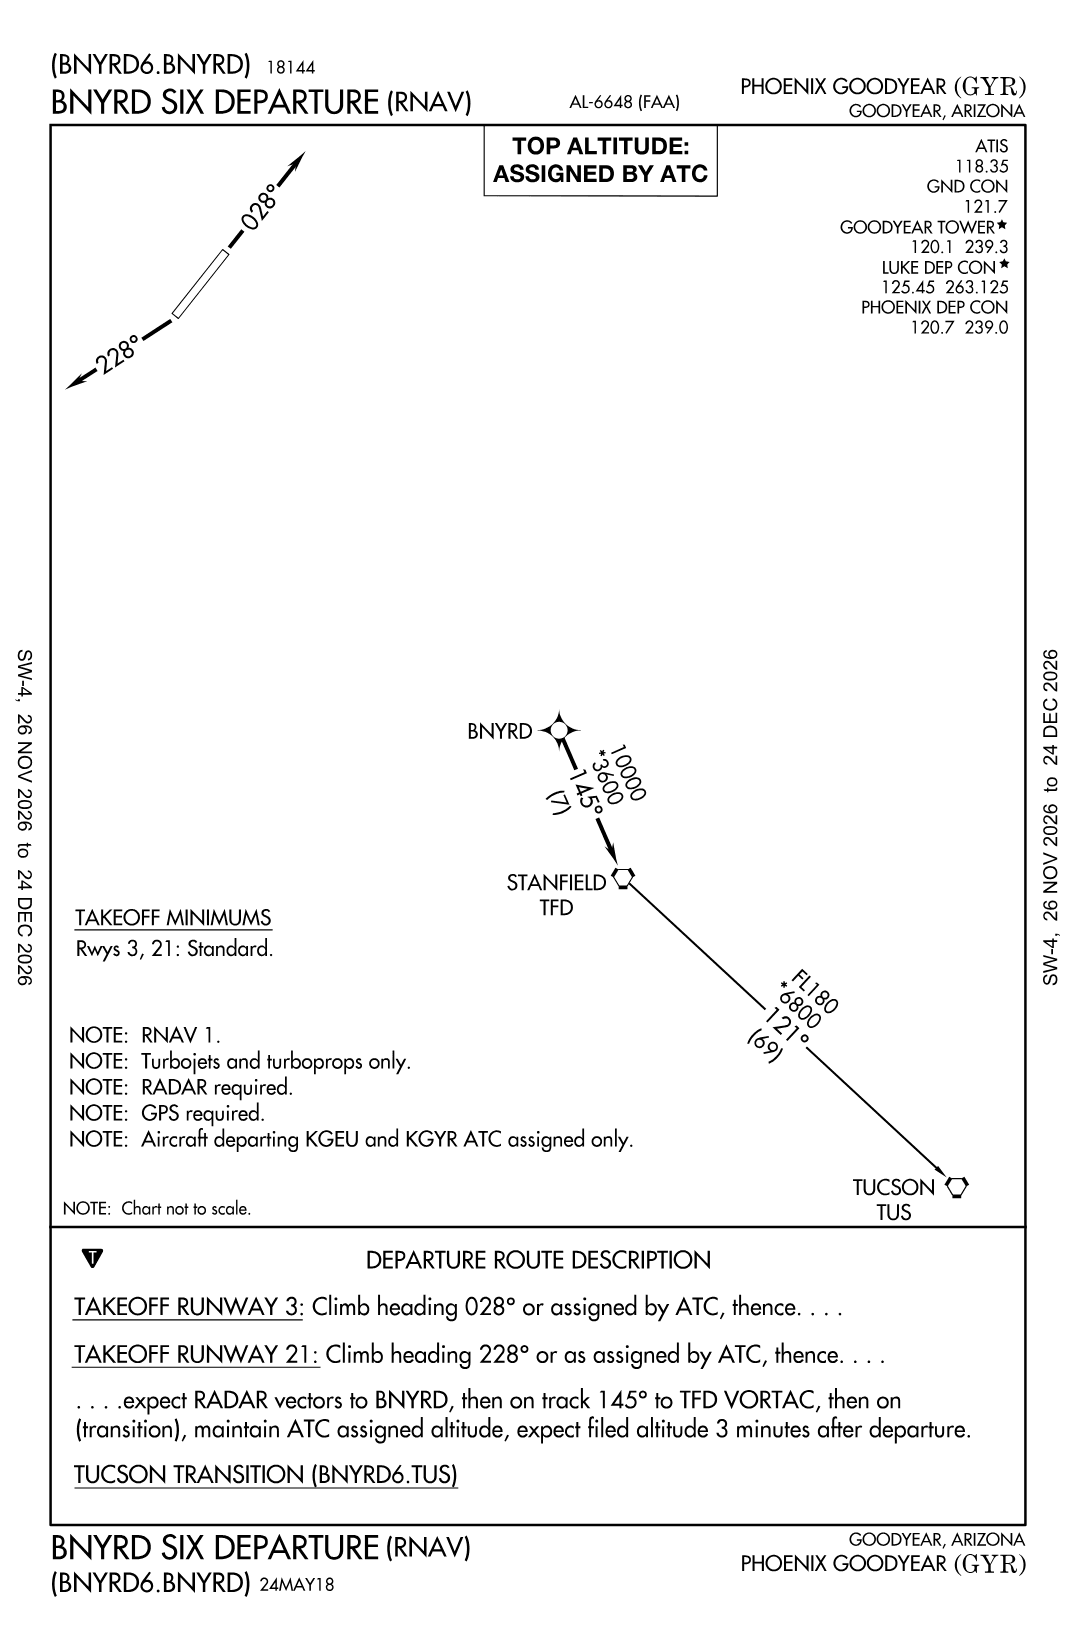 (BNYRD6.BNYRD) 18144
BNYRD SIX DEPARTURE (RNAV)
AL-6648 (FAA)
PHOENIX GOODYEAR (GYR)
GOODYEAR, ARIZONA
TOP ALTITUDE:
ASSIGNED BY ATC
ATIS
118.35
GND CON
121.7
GOODYEAR TOWER★
120.1 239.3
LUKE DEP CON★
125.45 263.125
PHOENIX DEP CON
120.7 239.0
028°
228°
SW-4, 26 NOV 2026 to 24 DEC 2026
SW-4, 26 NOV 2026 to 24 DEC 2026
BNYRD
10000
*3600
145°
(7)
STANFIELD
TFD
TAKEOFF MINIMUMS
Rwys 3, 21: Standard.
FL180
*6800
121°
(69)
NOTE: RNAV 1.
NOTE: Turbojets and turboprops only.
NOTE: RADAR required.
NOTE: GPS required.
NOTE: Aircraft departing KGEU and KGYR ATC assigned only.
TUCSON
TUS
NOTE: Chart not to scale.
T
DEPARTURE ROUTE DESCRIPTION
TAKEOFF RUNWAY 3: Climb heading 028° or assigned by ATC, thence. . . .
TAKEOFF RUNWAY 21: Climb heading 228° or as assigned by ATC, thence. . . .
. . . .expect RADAR vectors to BNYRD, then on track 145° to TFD VORTAC, then on
(transition), maintain ATC assigned altitude, expect filed altitude 3 minutes after departure.
TUCSON TRANSITION (BNYRD6.TUS)
BNYRD SIX DEPARTURE (RNAV)
(BNYRD6.BNYRD) 24MAY18
GOODYEAR, ARIZONA
PHOENIX GOODYEAR (GYR)